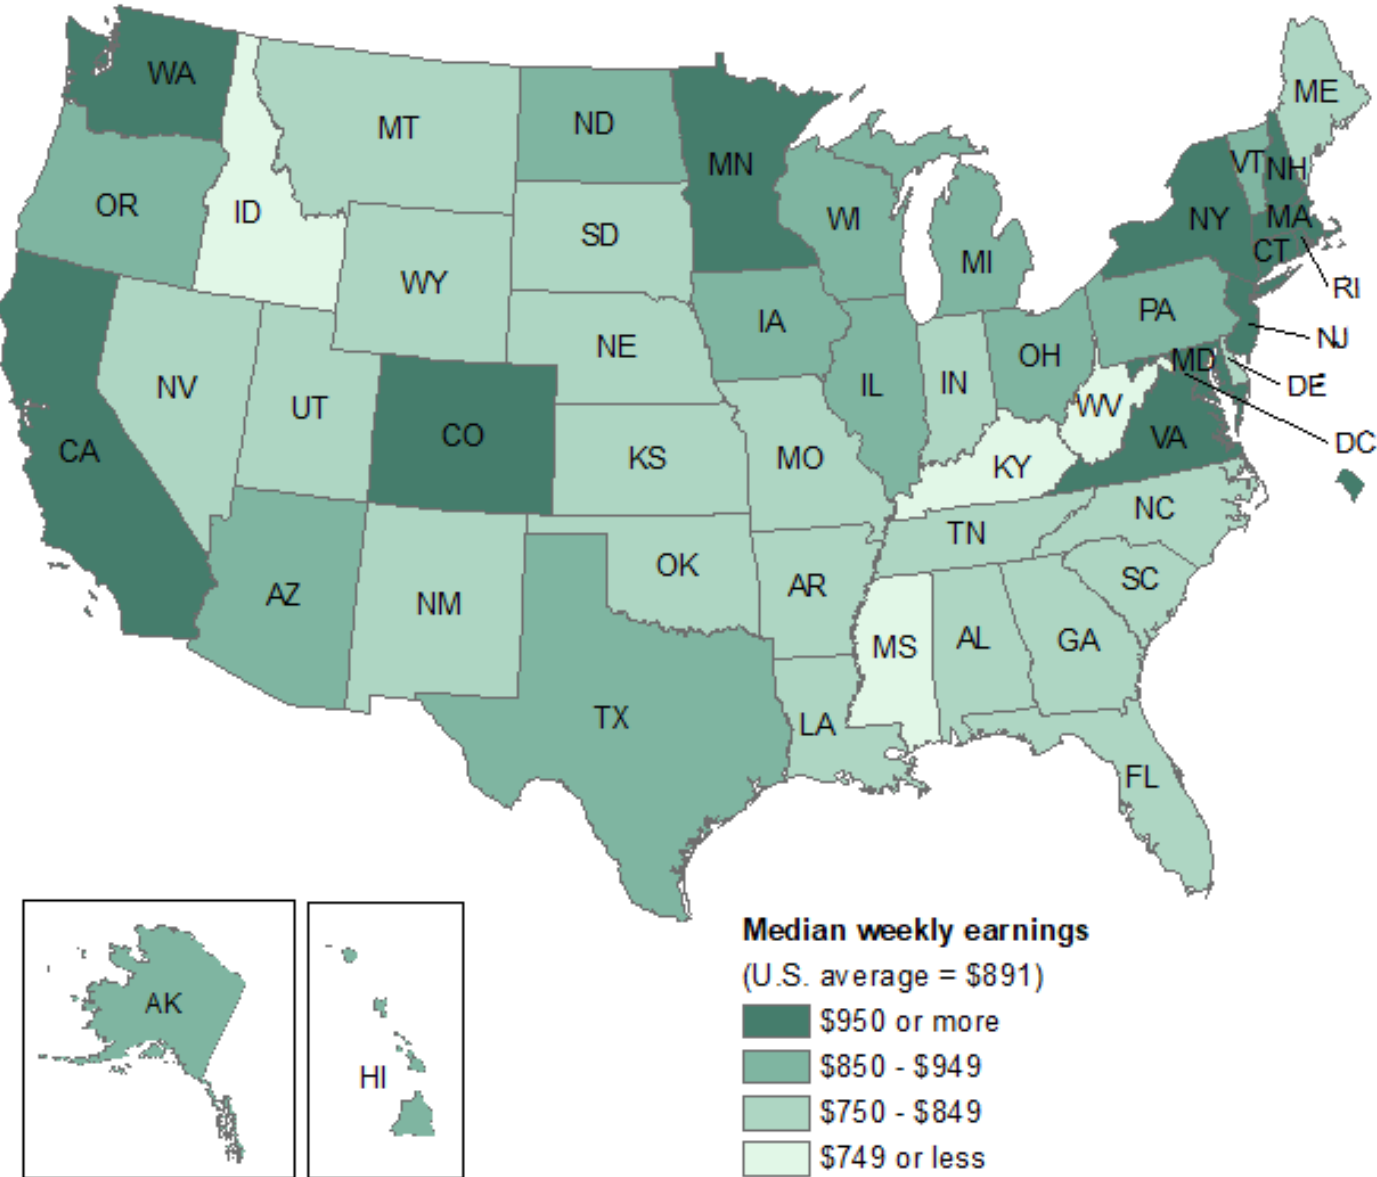 WA
MT
ND
MN
ME
VT
NH
OR
ID
SD
WI
NY
MA
WY
MI
CT
RI
NE
IA
PA
NJ
NV
UT
CO
IL
IN
OH
MD
DE
CA
KS
MO
WV
VA
DC
KY
NC
AZ
NM
OK
AR
TN
SC
TX
LA
MS
AL
GA
FL
AK
HI
Median weekly earnings
(U.S. average = $891)
$950 or more
$850 - $949
$750 - $849
$749 or less